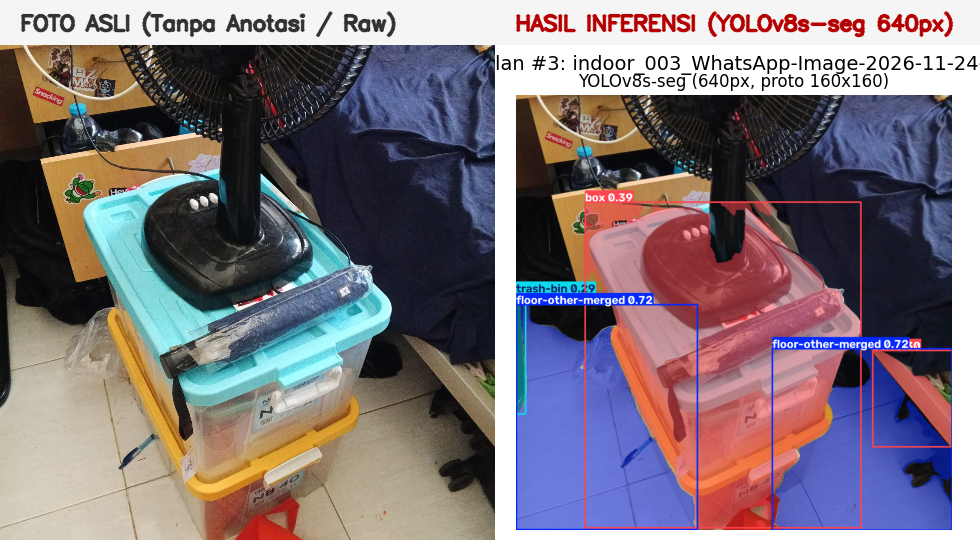 FOTO ASLI (Tanpa Anotasi / Raw)
HASIL INFERENSI (YOLOv8s-seg 640px)
lan #3: indoor_003_WhatsApp-Image-2026-11-24
YOLOv8s-seg (640px, proto 160x160)
Snacking
box 0.39
trash-bin 0.29
floor-other-merged 0.72
floor-other-merged 0.72